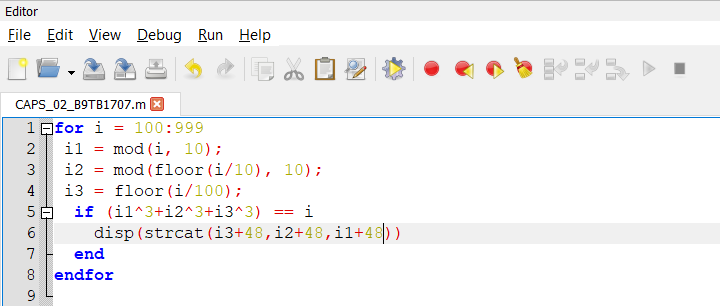 Editor
File Edit View Debug Run Help
CAPS_02_B9TB1707.m
1 for i = 100:999
2 i1 = mod(i, 10);
3 i2 = mod(floor(i/10), 10);
4 i3 = floor(i/100);
5 if (i1^3+i2^3+i3^3) == i
6 disp(strcat(i3+48,i2+48,i1+48))
7 end
8 endfor
9